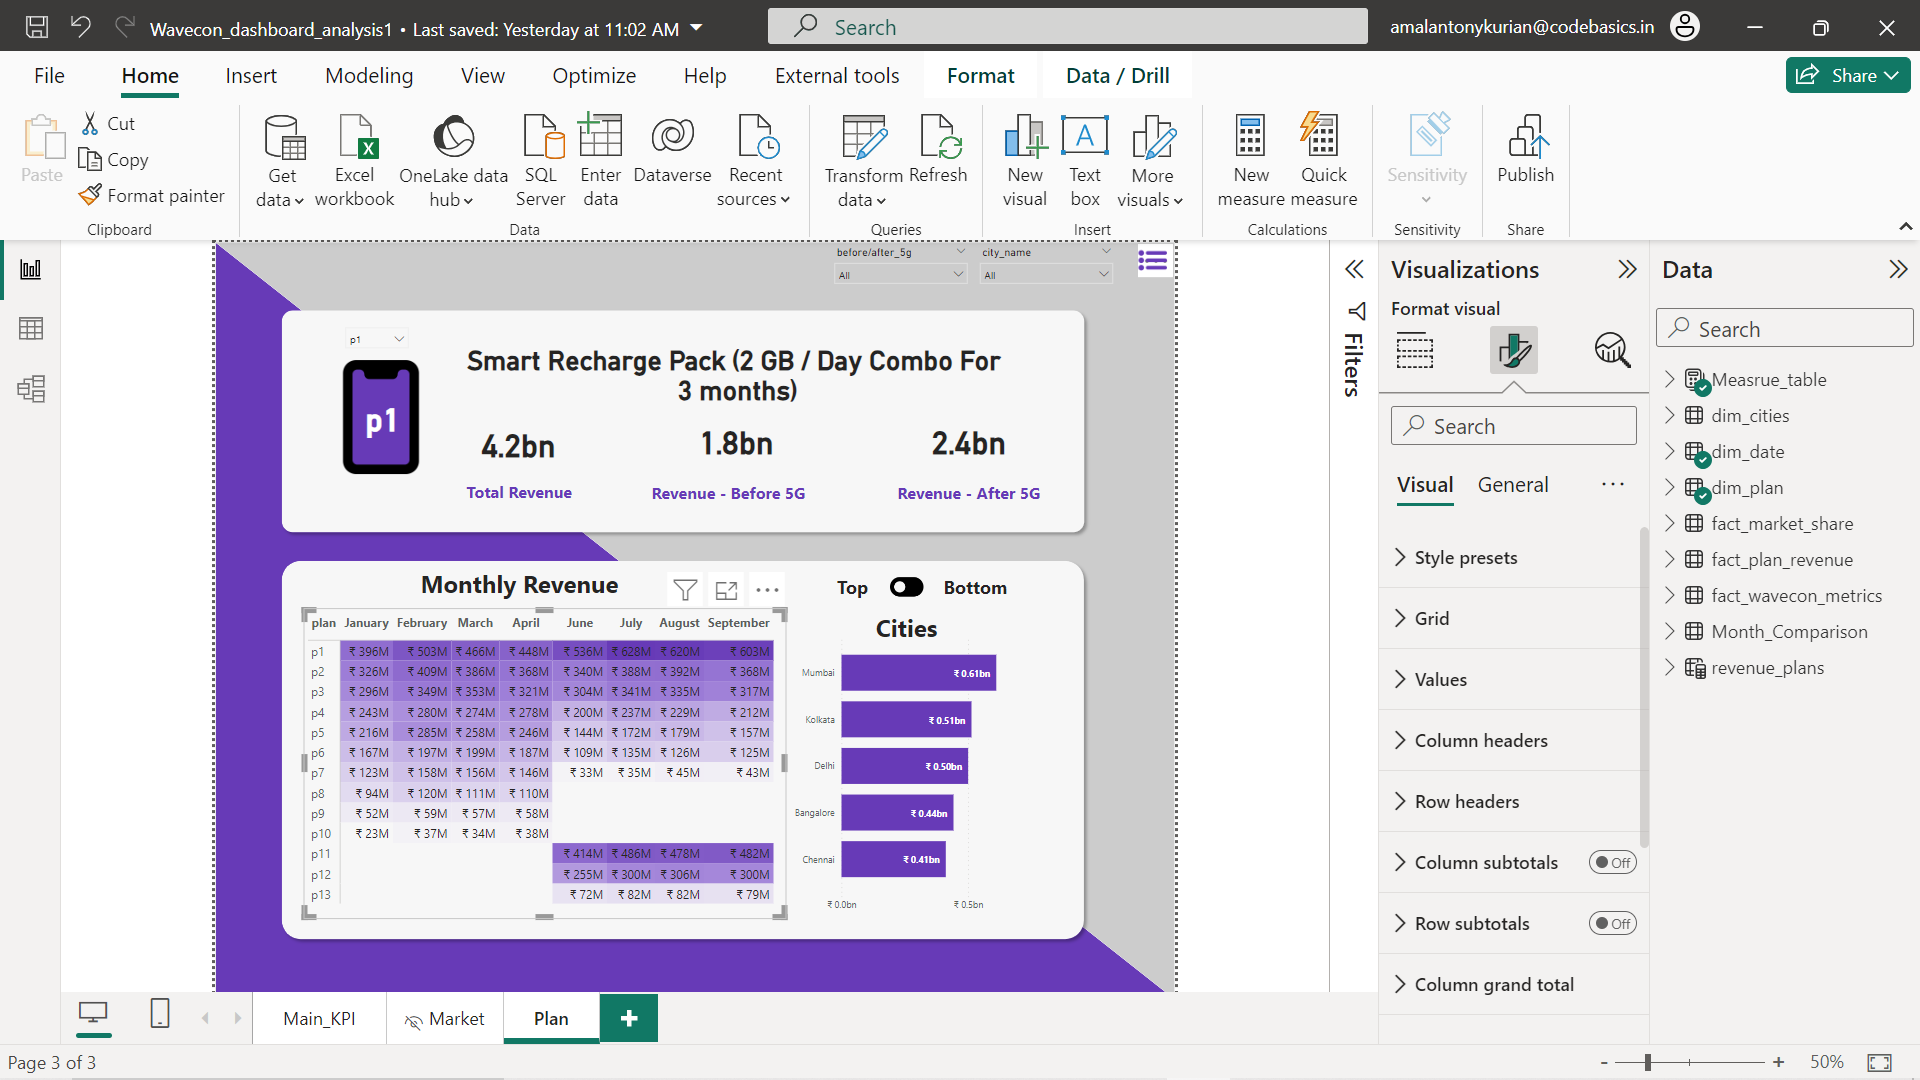 Wavecon_dashboard_analysis1 • Last saved: Yesterday at 11:02 AM
Search
amalantonykurian@codebasics.in
File Home Insert Modeling View Optimize Help External tools Format Data / Drill
Share
Paste
Cut
Copy
Format painter
Clipboard
Get data
Excel workbook
OneLake data hub
SQL Server
Enter data
Dataverse
Recent sources
Data
Transform data
Refresh
Queries
New visual
Text box
More visuals
Insert
New measure
Quick measure
Calculations
Sensitivity
Sensitivity
Publish
Share
before/after_5g
All
city_name
All
p1
p1
Smart Recharge Pack (2 GB / Day Combo For
3 months)
4.2bn 1.8bn 2.4bn
Total Revenue Revenue - Before 5G Revenue - After 5G
Monthly Revenue
plan January February March April June July August September
p1 ₹ 396M ₹ 503M ₹ 466M ₹ 448M ₹ 536M ₹ 628M ₹ 620M ₹ 603M
p2 ₹ 326M ₹ 409M ₹ 386M ₹ 368M ₹ 340M ₹ 388M ₹ 392M ₹ 368M
p3 ₹ 296M ₹ 349M ₹ 353M ₹ 321M ₹ 304M ₹ 341M ₹ 335M ₹ 317M
p4 ₹ 243M ₹ 280M ₹ 274M ₹ 278M ₹ 200M ₹ 237M ₹ 229M ₹ 212M
p5 ₹ 216M ₹ 285M ₹ 258M ₹ 246M ₹ 144M ₹ 172M ₹ 179M ₹ 157M
p6 ₹ 167M ₹ 197M ₹ 199M ₹ 187M ₹ 109M ₹ 135M ₹ 126M ₹ 125M
p7 ₹ 123M ₹ 158M ₹ 156M ₹ 146M ₹ 33M ₹ 35M ₹ 45M ₹ 43M
p8 ₹ 94M ₹ 120M ₹ 111M ₹ 110M
p9 ₹ 52M ₹ 59M ₹ 57M ₹ 58M
p10 ₹ 23M ₹ 37M ₹ 34M ₹ 38M
p11 ₹ 414M ₹ 486M ₹ 478M ₹ 482M
p12 ₹ 255M ₹ 300M ₹ 306M ₹ 300M
p13 ₹ 72M ₹ 82M ₹ 82M ₹ 79M
Top Bottom
Cities
Mumbai ₹ 0.61bn
Kolkata ₹ 0.51bn
Delhi ₹ 0.50bn
Bangalore ₹ 0.44bn
Chennai ₹ 0.41bn
₹ 0.0bn ₹ 0.5bn
Filters
Visualizations
Format visual
Search
Visual General
Style presets
Grid
Values
Column headers
Row headers
Column subtotals Off
Row subtotals Off
Column grand total
Data
Search
Measrue_table
dim_cities
dim_date
dim_plan
fact_market_share
fact_plan_revenue
fact_wavecon_metrics
Month_Comparison
revenue_plans
Main_KPI Market Plan
Page 3 of 3
50%